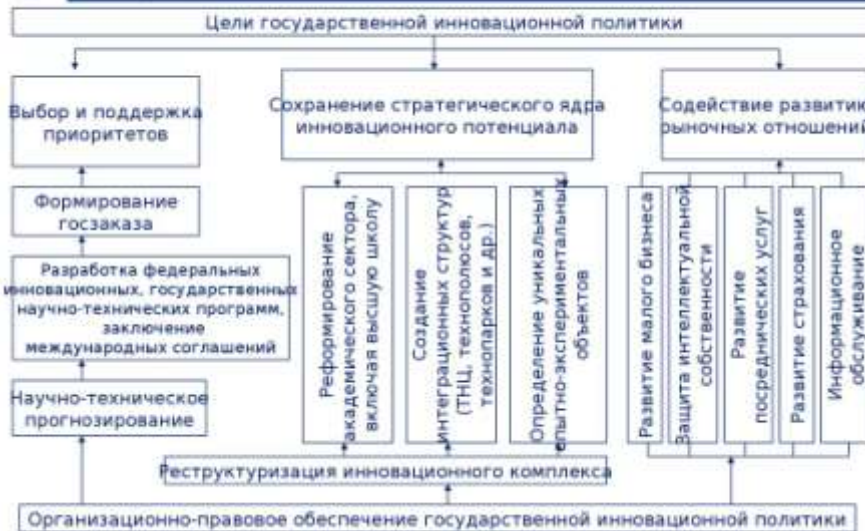 Цели государственной инновационной политики
Выбор и поддержка
приоритетов
Сохранение стратегического ядра
инновационного потенциала
Содействие развитию
рыночных отношений
Формирование
госзаказа
Разработка федеральных
инновационных, государственных
научно-технических программ,
заключение
международных соглашений
Научно-техническое
прогнозирование
Реформирование
академического сектора,
включая высшую школу
Создание
интеграционных структур
(ТНЦ, технополюсов,
технопарков и др.)
Определение уникальных
опытно-экспериментальных
объектов
Развитие малого бизнеса
Защита интеллектуальной
собственности
Развитие
посреднических услуг
Развитие страхования
Информационное
обслуживание
Реструктуризация инновационного комплекса
Организационно-правовое обеспечение государственной инновационной политики